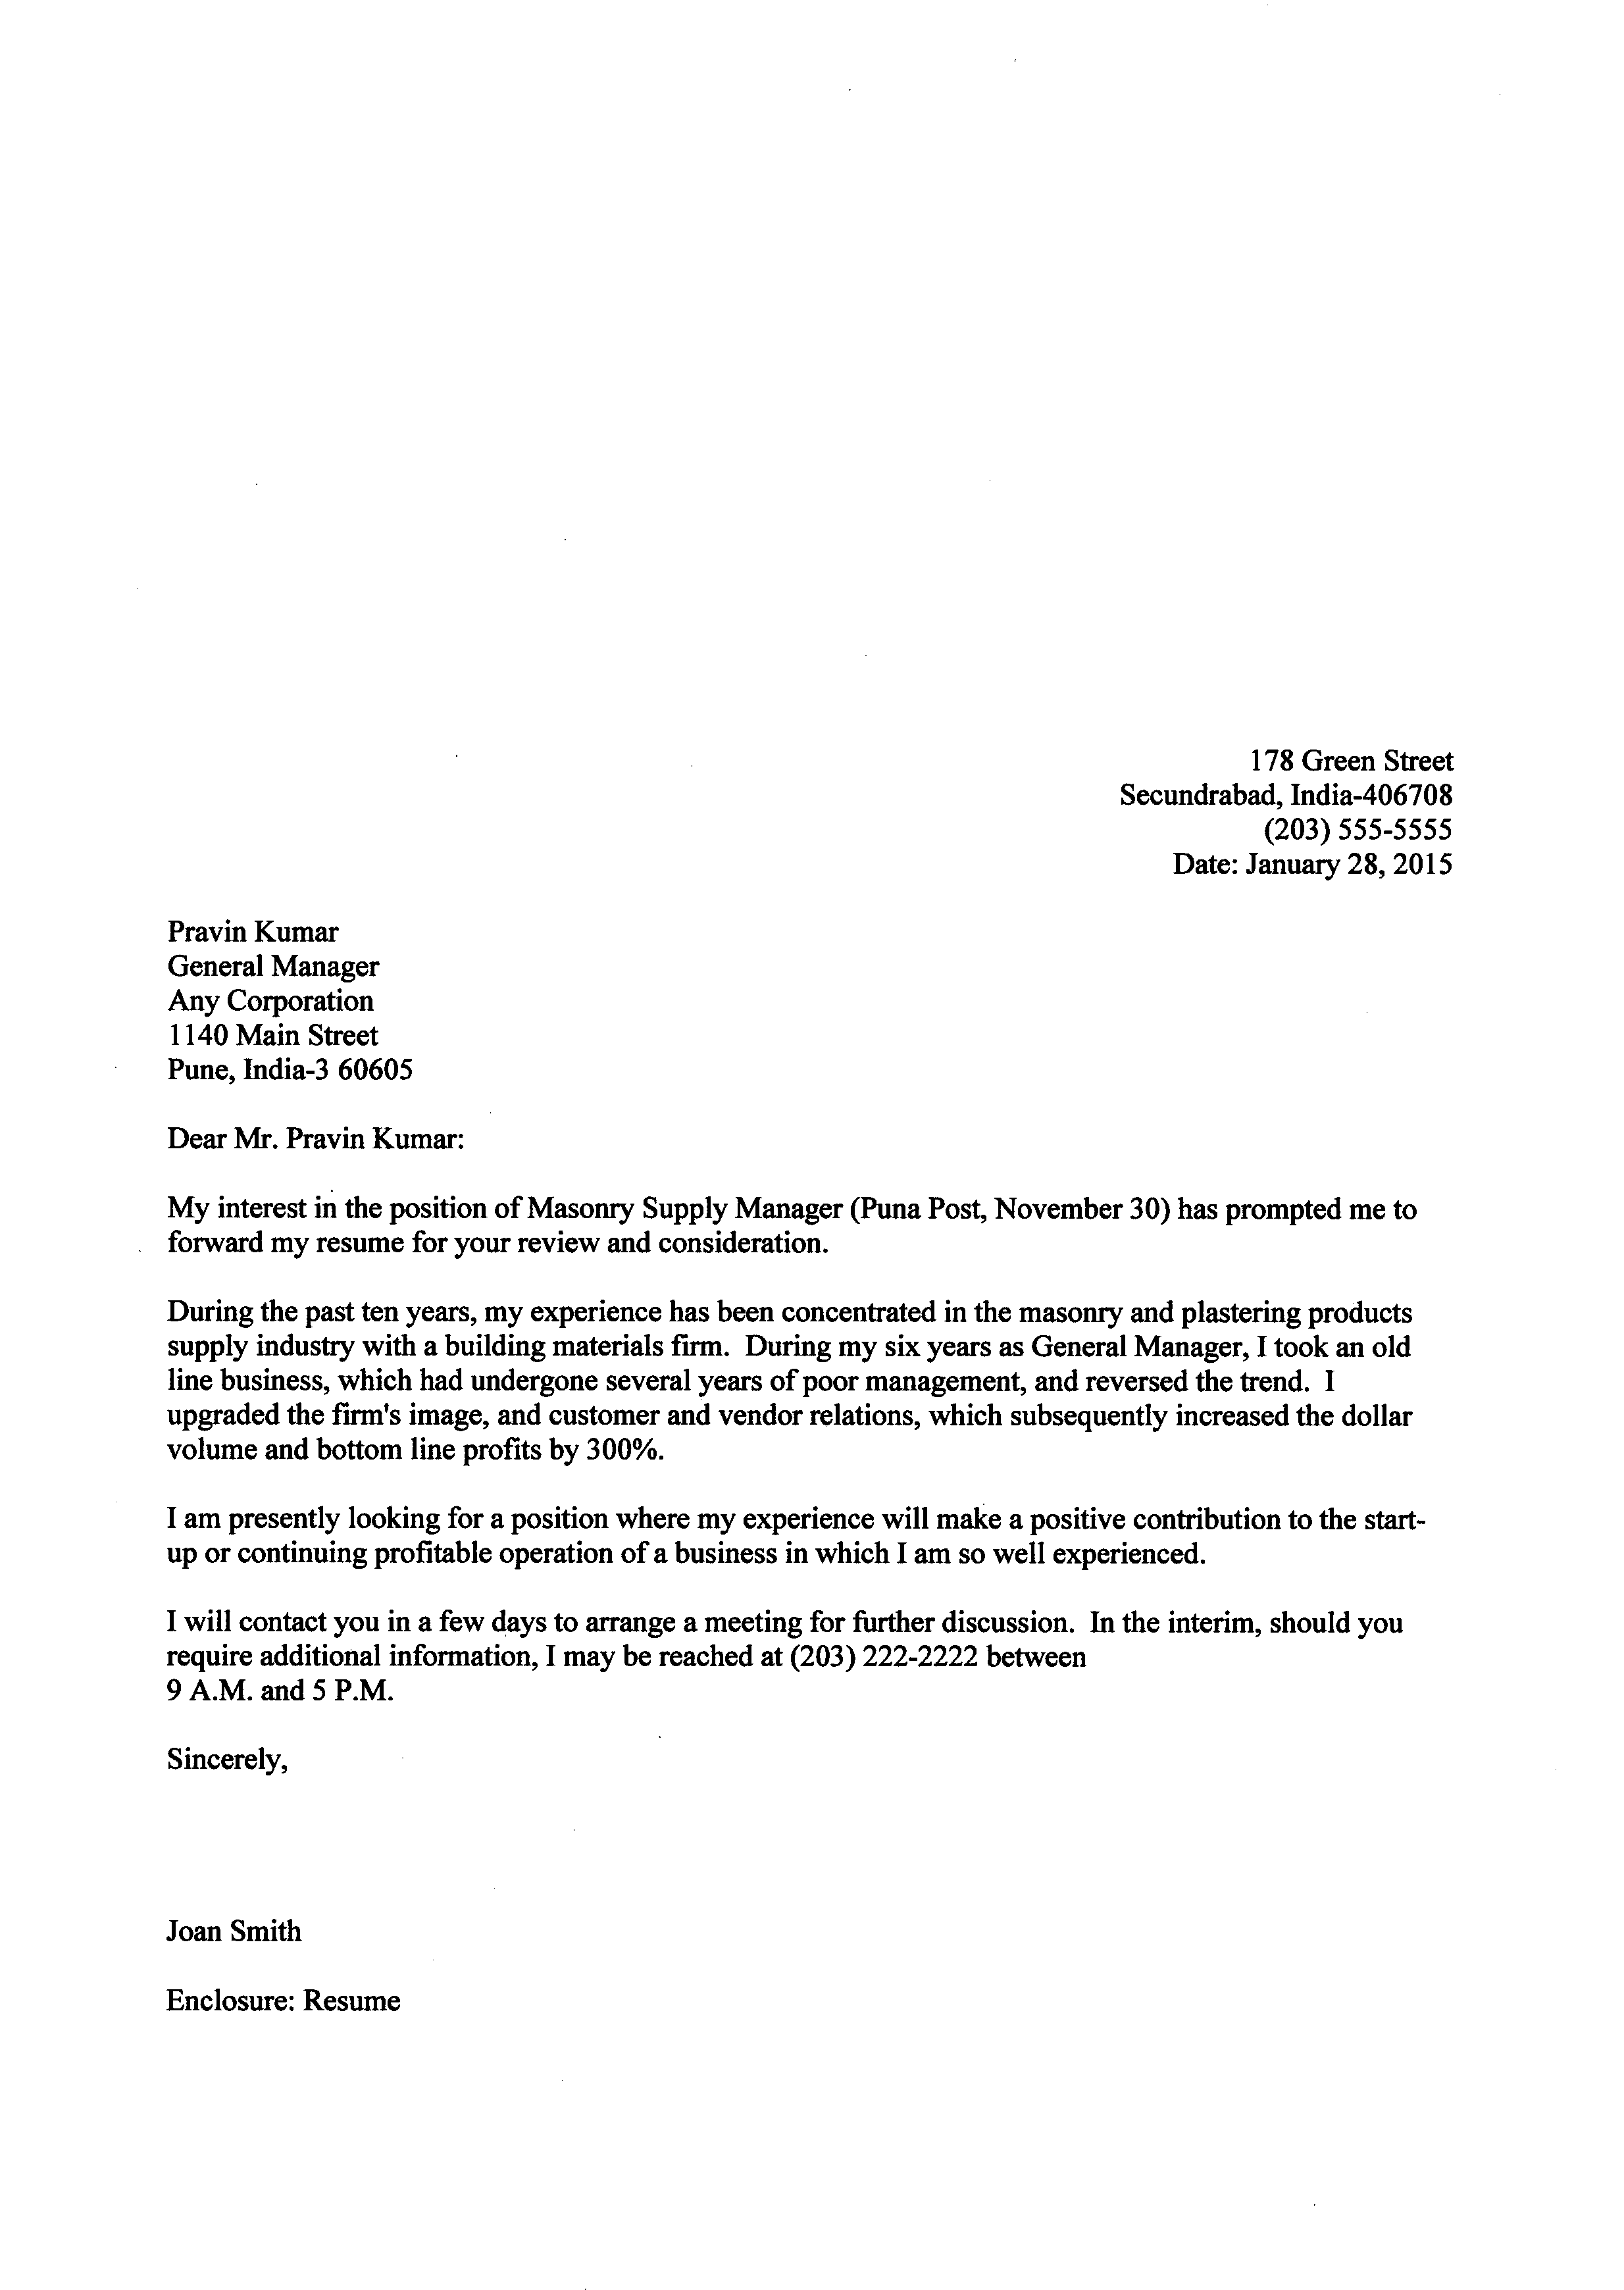 178 Green Street
Secundrabad, India-406708
(203) 555-5555
Date: January 28, 2015
Pravin Kumar
General Manager
Any Corporation
1140 Main Street
Pune, India-3 60605
Dear Mr. Pravin Kumar:
My interest in the position of Masonry Supply Manager (Puna Post, November 30) has prompted me to
forward my resume for your review and consideration.
During the past ten years, my experience has been concentrated in the masonry and plastering products
supply industry with a building materials firm.  During my six years as General Manager, I took an old
line business, which had undergone several years of poor management, and reversed the trend.  I
upgraded the firm's image, and customer and vendor relations, which subsequently increased the dollar
volume and bottom line profits by 300%.
I am presently looking for a position where my experience will make a positive contribution to the start-
up or continuing profitable operation of a business in which I am so well experienced.
I will contact you in a few days to arrange a meeting for further discussion.  In the interim, should you
require additional information, I may be reached at (203) 222-2222 between
9 A.M. and 5 P.M.
Sincerely,
Joan Smith
Enclosure: Resume